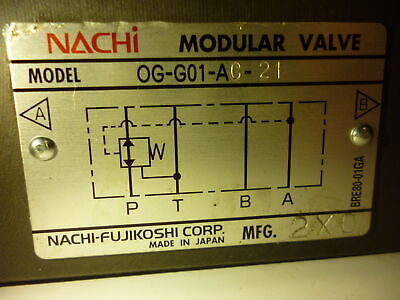 NACHi MODULAR VALVE
MODEL OG-G01-AC-21
A B
W
P T B A
BRE80-01GA
NACHI-FUJIKOSHI CORP.
MADE IN JAPAN MFG.